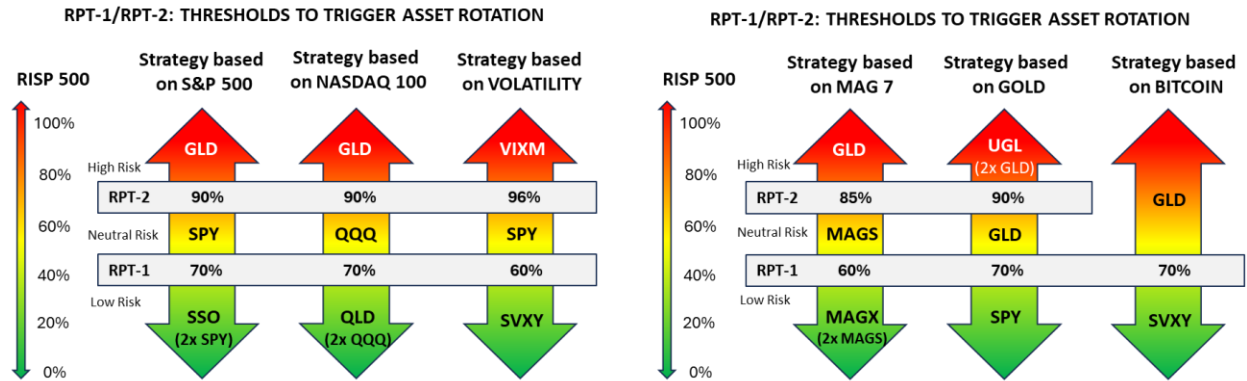 RPT-1/RPT-2: THRESHOLDS TO TRIGGER ASSET ROTATION
RISP 500
Strategy based
on S&P 500
Strategy based
on NASDAQ 100
Strategy based
on VOLATILITY
100%
80%
60%
40%
20%
0%
High Risk
GLD
GLD
VIXM
RPT-2
90%
90%
96%
Neutral Risk
SPY
QQQ
SPY
RPT-1
70%
70%
60%
Low Risk
SSO
(2x SPY)
QLD
(2x QQQ)
SVXY
RPT-1/RPT-2: THRESHOLDS TO TRIGGER ASSET ROTATION
RISP 500
Strategy based
on MAG 7
Strategy based
on GOLD
Strategy based
on BITCOIN
100%
80%
60%
40%
20%
0%
High Risk
GLD
UGL
(2x GLD)
RPT-2
85%
90%
GLD
Neutral Risk
MAGS
GLD
RPT-1
60%
70%
70%
Low Risk
MAGX
(2x MAGS)
SPY
SVXY